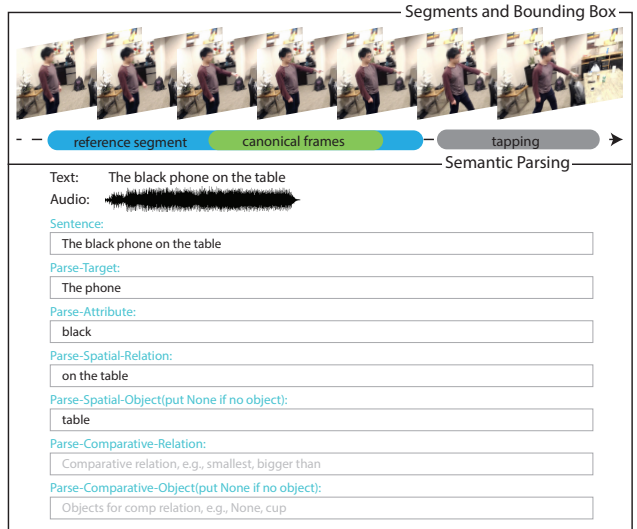 Segments and Bounding Box
reference segment
canonical frames
tapping
Semantic Parsing
Text: The black phone on the table
Audio:
Sentence:
The black phone on the table
Parse-Target:
The phone
Parse-Attribute:
black
Parse-Spatial-Relation:
on the table
Parse-Spatial-Object(put None if no object):
table
Parse-Comparative-Relation:
Comparative relation, e.g., smallest, bigger than
Parse-Comparative-Object(put None if no object):
Objects for comp relation, e.g., None, cup